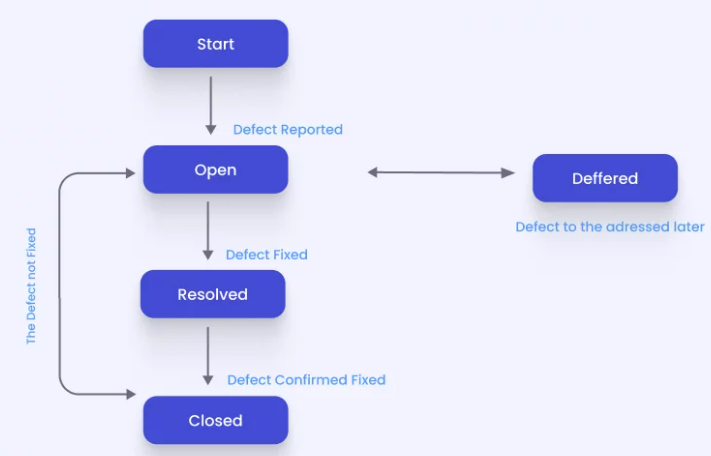 Start
Defect Reported
Open
Deffered
Defect to the adressed later
The Defect not Fixed
Defect Fixed
Resolved
Defect Confirmed Fixed
Closed